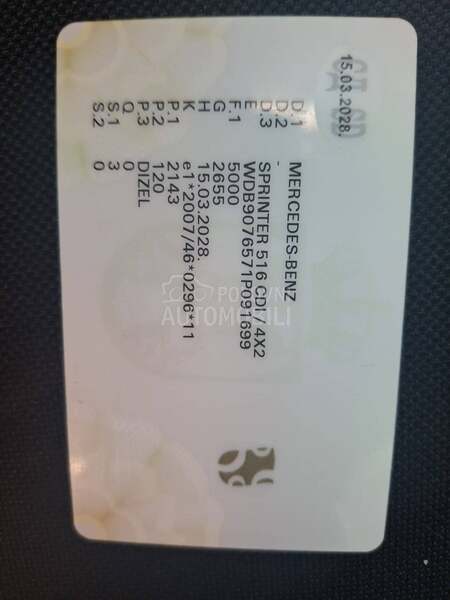 15.03.2028.
D.1 MERCEDES-BENZ
D.2 -
D.3 SPRINTER 516 CDI / 4X2
E WDB9076571P091699
F.1 5000
G 2655
H 15.03.2028.
K e1*2007/46*0296*11
P.1 2143
P.2 120
P.3 DIZEL
Q 0
S.1 3
S.2 0
POLOVNI
AUTOMOBILI